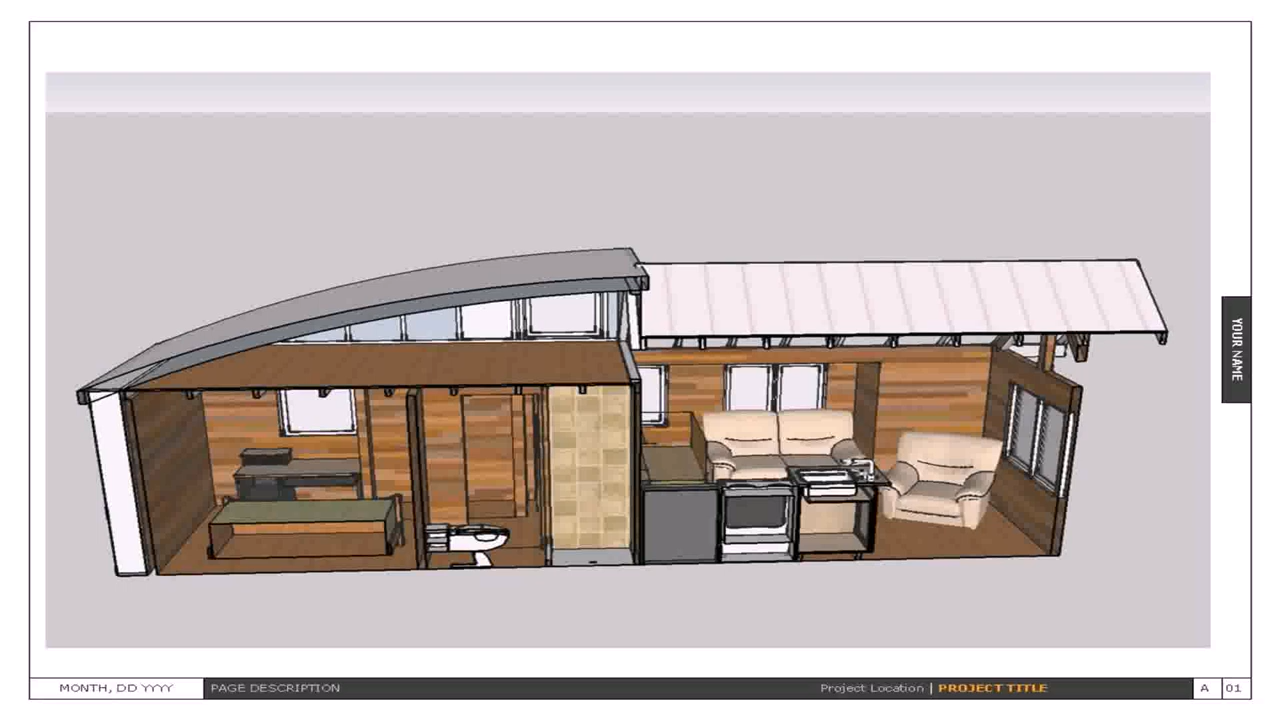 YOUR NAME
MONTH, DD YYYY
PAGE DESCRIPTION
Project Location | PROJECT TITLE
A 01